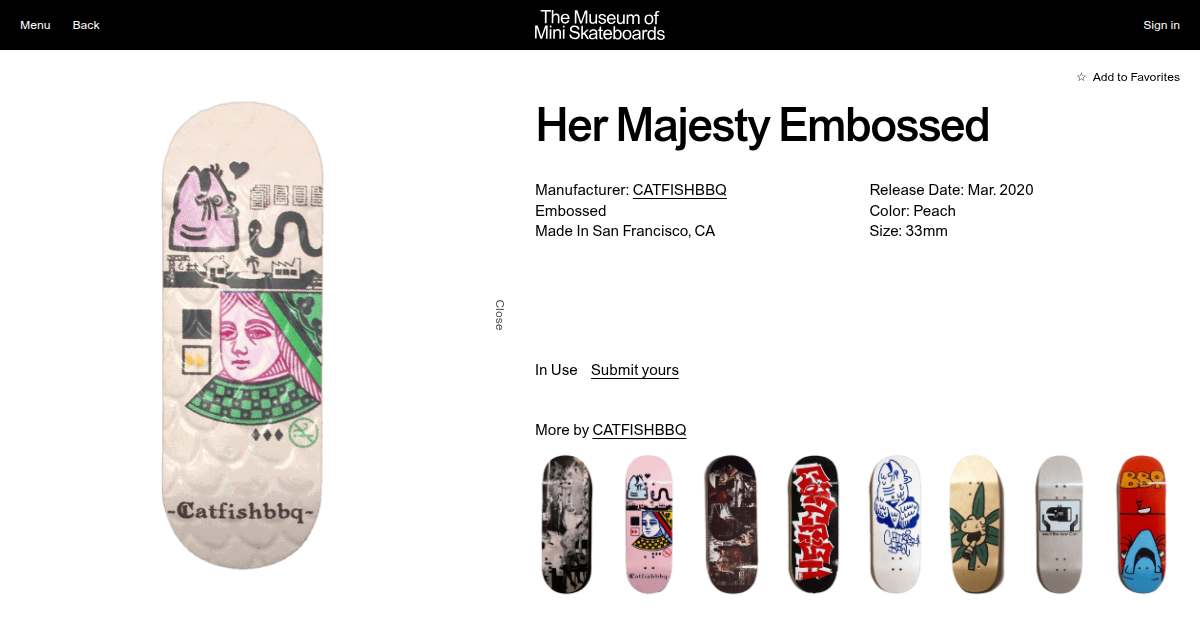 Menu
Back
The Museum of
Mini Skateboards
Sign in
☆ Add to Favorites
Her Majesty Embossed
Manufacturer: CATFISHBBQ
Embossed
Made In San Francisco, CA
Release Date: Mar. 2020
Color: Peach
Size: 33mm
Close
-Catfishbbq-
In Use
Submit yours
More by CATFISHBBQ
Catfishbbq
BBQ